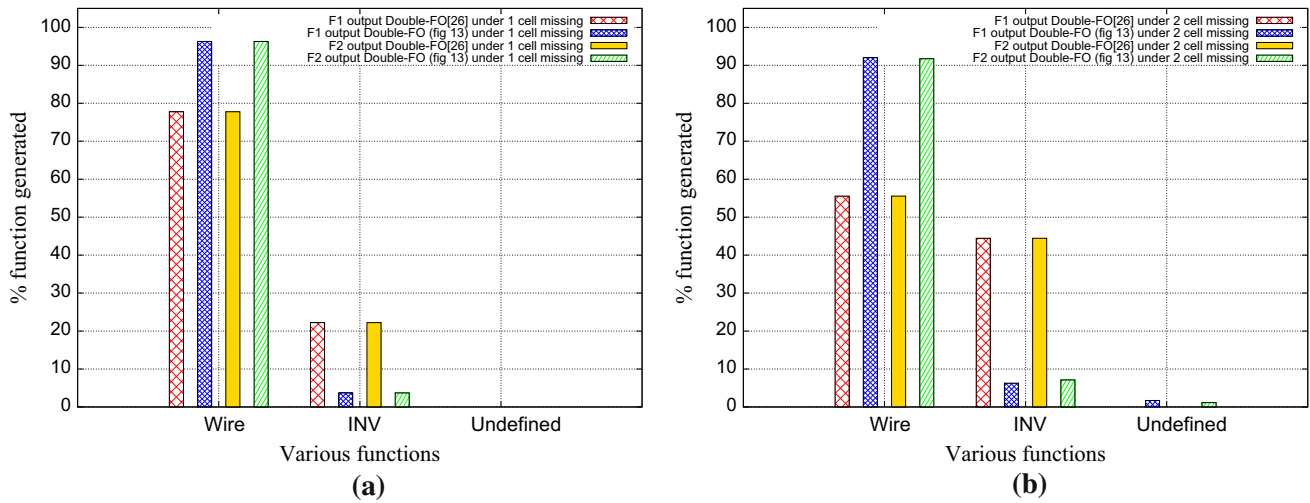 F1 output Double-FO[26] under 1 cell missing
F1 output Double-FO (fig 13) under 1 cell missing
F2 output Double-FO[26] under 1 cell missing
F2 output Double-FO (fig 13) under 1 cell missing
100
90
80
70
60
50
40
30
20
10
0
% function generated
Wire INV Undefined
Various functions
(a)
F1 output Double-FO[26] under 2 cell missing
F1 output Double-FO (fig 13) under 2 cell missing
F2 output Double-FO[26] under 2 cell missing
F2 output Double-FO (fig 13) under 2 cell missing
100
90
80
70
60
50
40
30
20
10
0
% function generated
Wire INV Undefined
Various functions
(b)